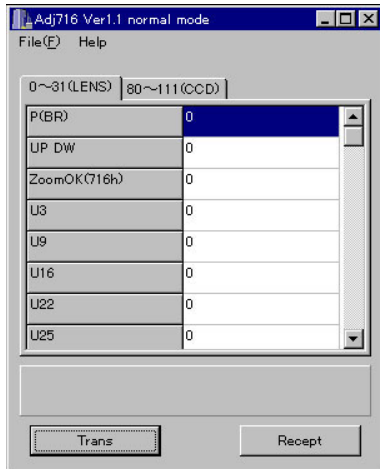 Adj716 Ver1.1 normal mode
File(F) Help
0～31(LENS) 80～111(CCD)
P(BR) 0
UP DW 0
ZoomOK(716h) 0
U3 0
U9 0
U16 0
U22 0
U25 0
Trans Recept